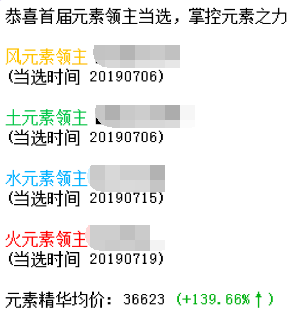 恭喜首届元素领主当选，掌控元素之力
风元素领主
(当选时间 20190706)
土元素领主
(当选时间 20190706)
水元素领主
(当选时间 20190715)
火元素领主
(当选时间 20190719)
元素精华均价：36623 (+139.66%↑)